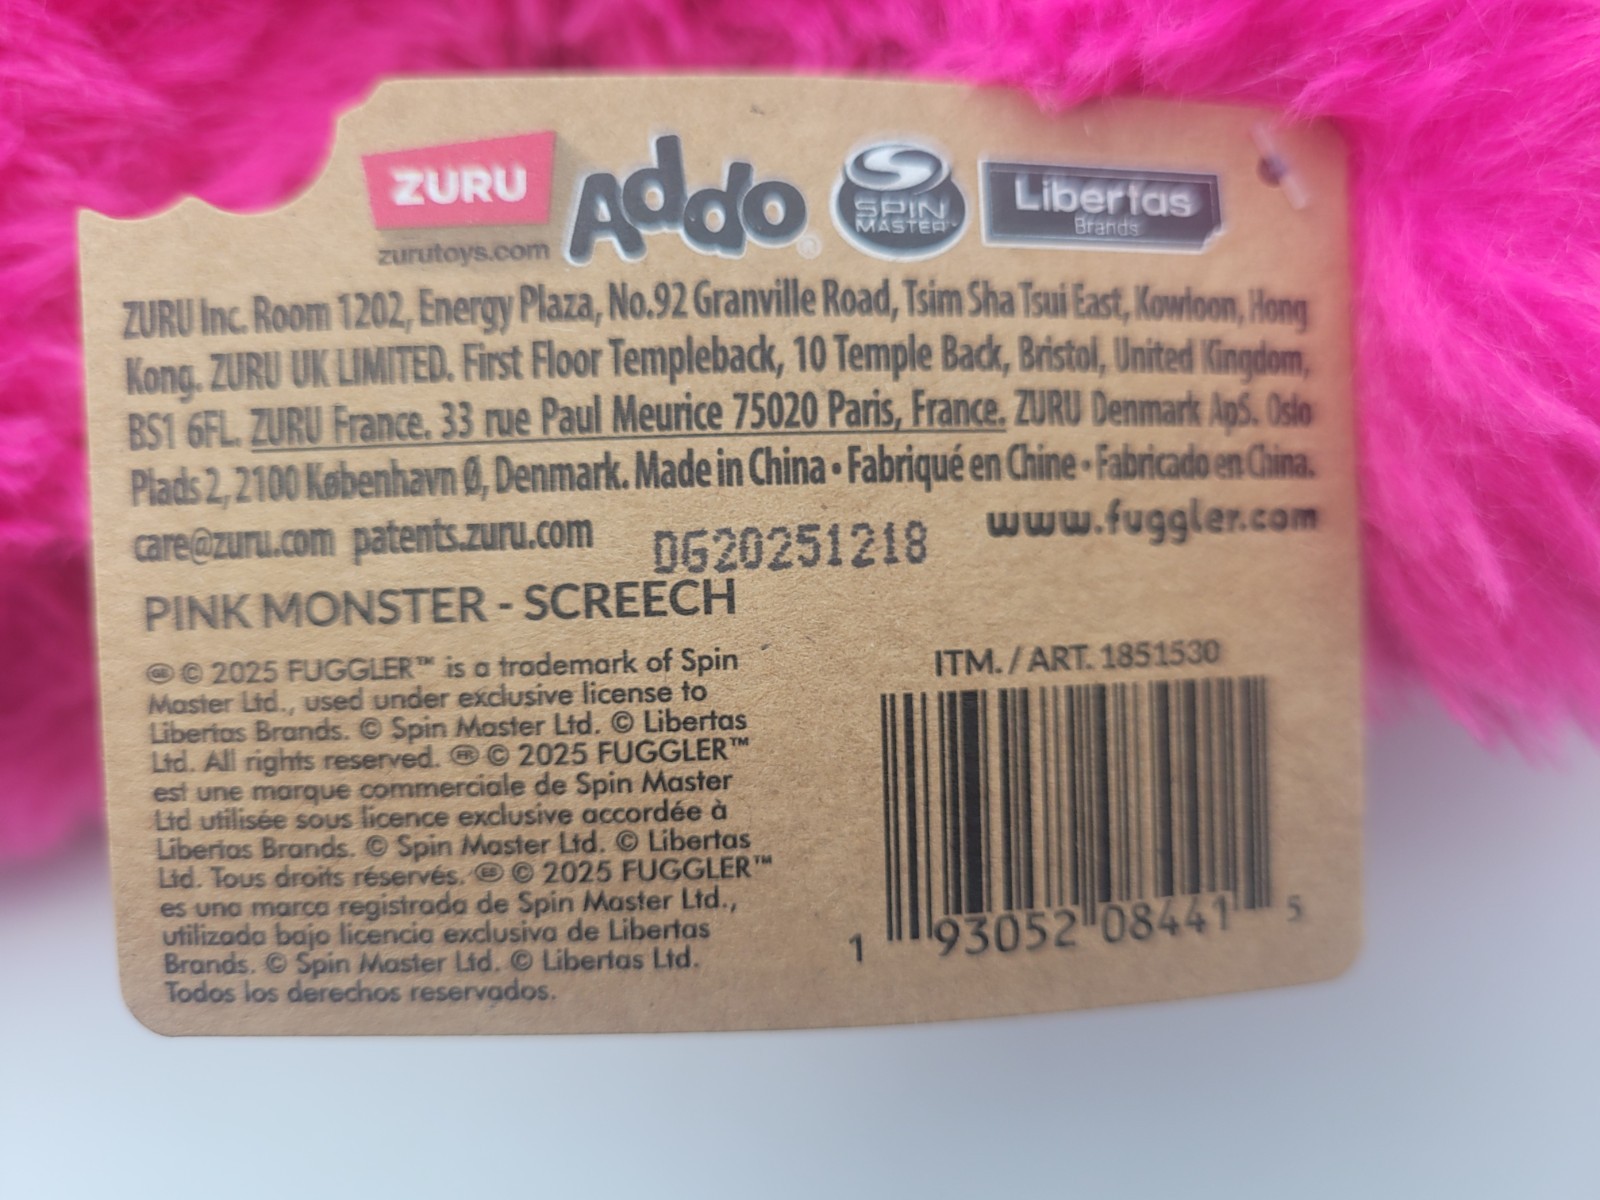 ZURU
zurutoys.com
Addo®
SPIN
MASTER™
Libertas
Brands
ZURU Inc. Room 1202, Energy Plaza, No.92 Granville Road, Tsim Sha Tsui East, Kowloon, Hong
Kong. ZURU UK LIMITED. First Floor Templeback, 10 Temple Back, Bristol, United Kingdom,
BS1 6FL. ZURU France. 33 rue Paul Meurice 75020 Paris, France. ZURU Denmark ApS. Oslo
Plads 2, 2100 København Ø, Denmark. Made in China • Fabriqué en Chine • Fabricado en China.
care@zuru.com patents.zuru.com
DG20251218
www.fuggler.com
PINK MONSTER - SCREECH
GB © 2025 FUGGLER™ is a trademark of Spin
Master Ltd., used under exclusive license to
Libertas Brands. © Spin Master Ltd. © Libertas
Ltd. All rights reserved. FR © 2025 FUGGLER™
est une marque commerciale de Spin Master
Ltd utilisée sous licence exclusive accordée à
Libertas Brands. © Spin Master Ltd. © Libertas
Ltd. Tous droits réservés. ES © 2025 FUGGLER™
es una marca registrada de Spin Master Ltd.,
utilizada bajo licencia exclusiva de Libertas
Brands. © Spin Master Ltd. © Libertas Ltd.
Todos los derechos reservados.
ITM. / ART. 1851530
1 93052 08441 5